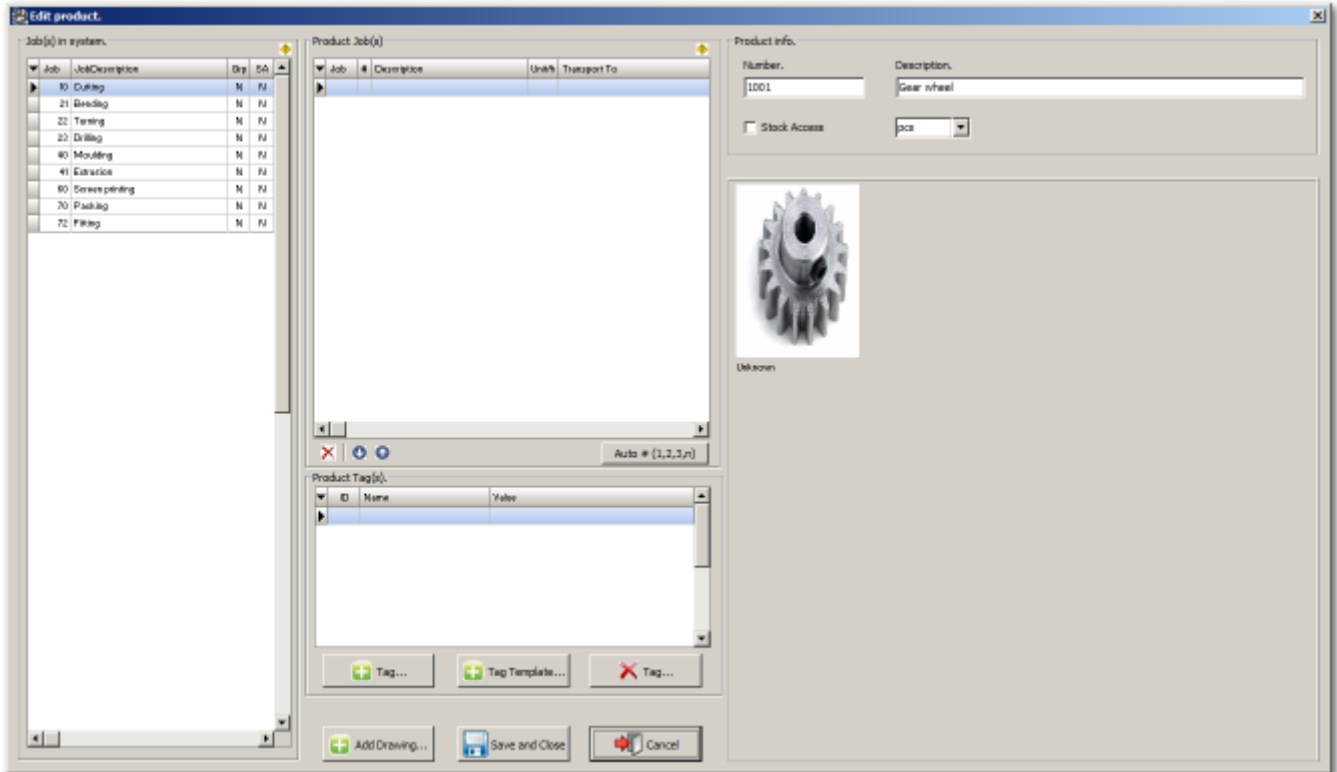 Edit product.
Job(s) in system.
Job JobDescription Grp SA
10 Cutting N N
21 Bending N N
22 Turning N N
23 Drilling N N
40 Moulding N N
41 Extrusion N N
60 Screen printing N N
70 Packing N N
72 Fitting N N
Product Job(s)
Job # Description Unit/h Transport To
Auto # (1,2,3,n)
Product Tag(s).
ID Name Value
Tag... Tag Template... Tag...
Add Drawing... Save and Close Cancel
Product info.
Number. Description.
1001 Gear wheel
Stock Access pcs
Unknown